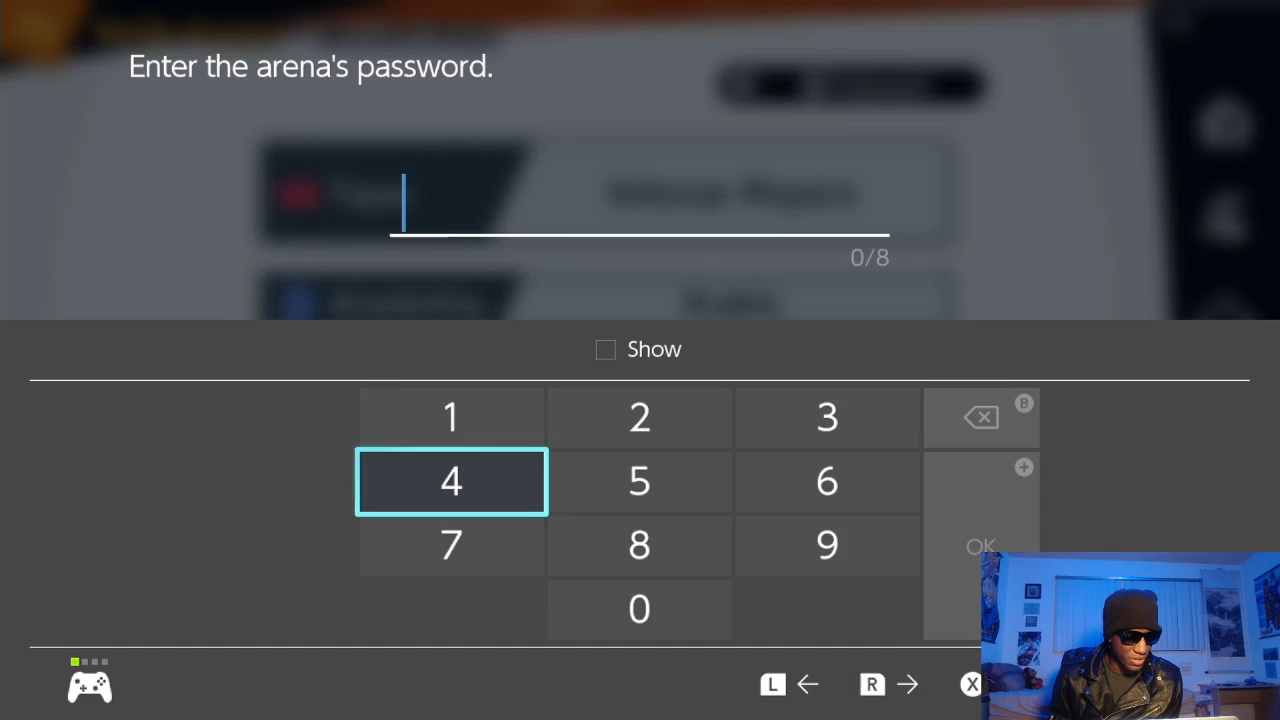 Enter the arena's password.
0/8
Show
1 2 3
B
4 5 6
+
7 8 9
OK
0
L ← R → X